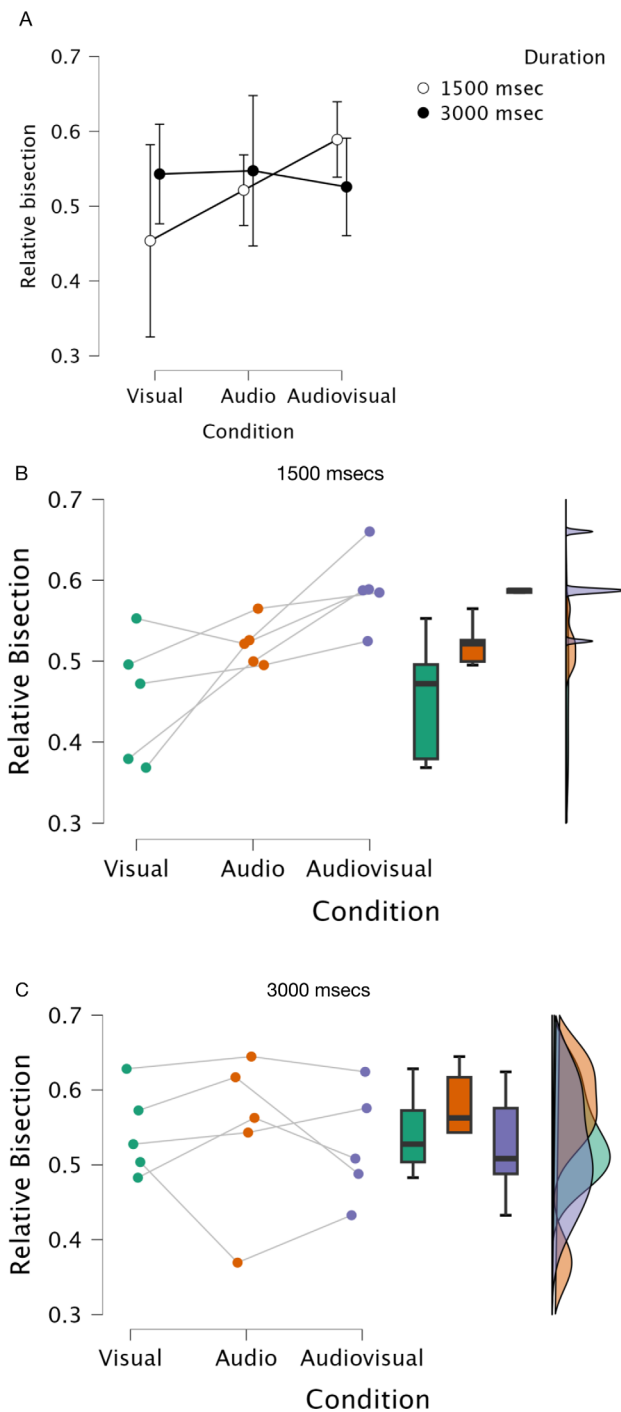 A
Duration
1500 msec
3000 msec
0.7
0.6
0.5
0.4
0.3
Relative bisection
Visual Audio Audiovisual
Condition
B
1500 msecs
0.7
0.6
0.5
0.4
0.3
Relative Bisection
Visual Audio Audiovisual
Condition
C
3000 msecs
0.7
0.6
0.5
0.4
0.3
Relative Bisection
Visual Audio Audiovisual
Condition